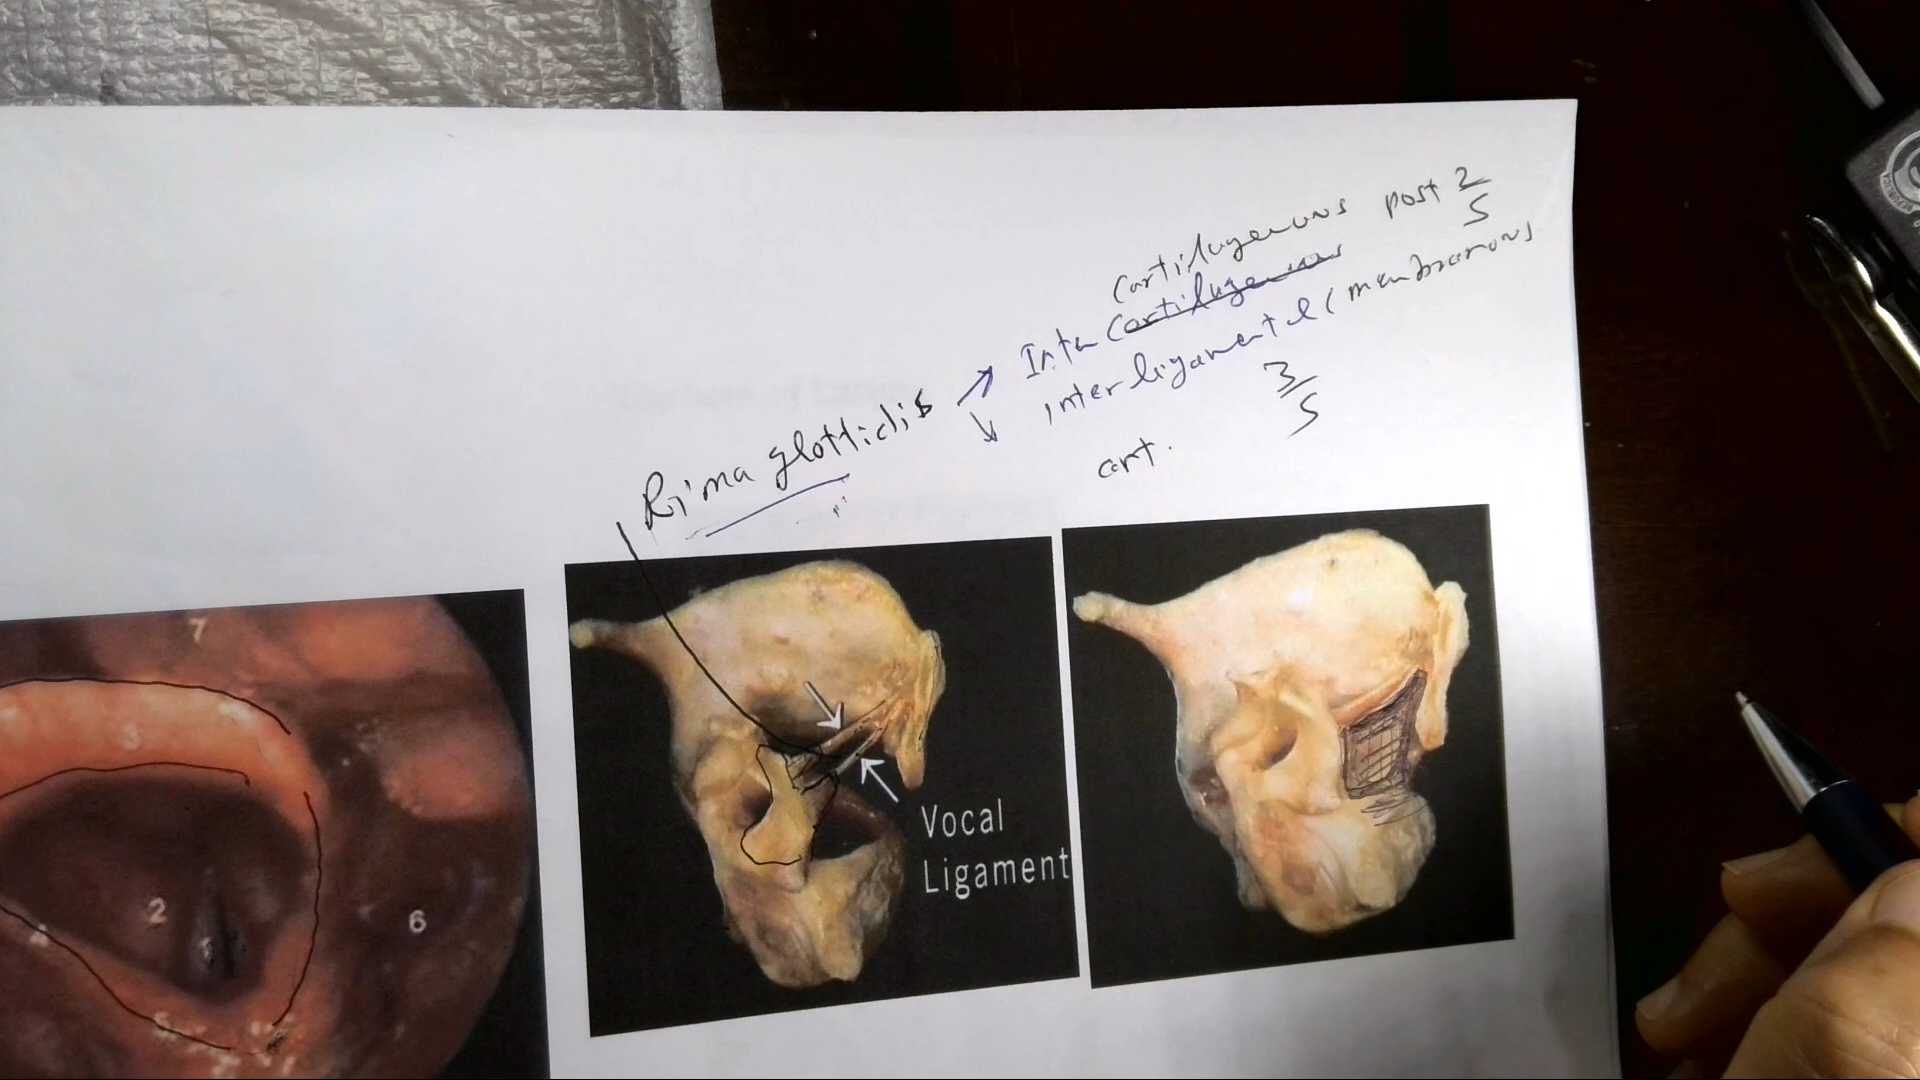 Cartilagenous post 2/5
Inter Cartilagenous
interligamental (membranous
3/5
Rima glottidis
ant.
7
3
2
1
6
Vocal
Ligament